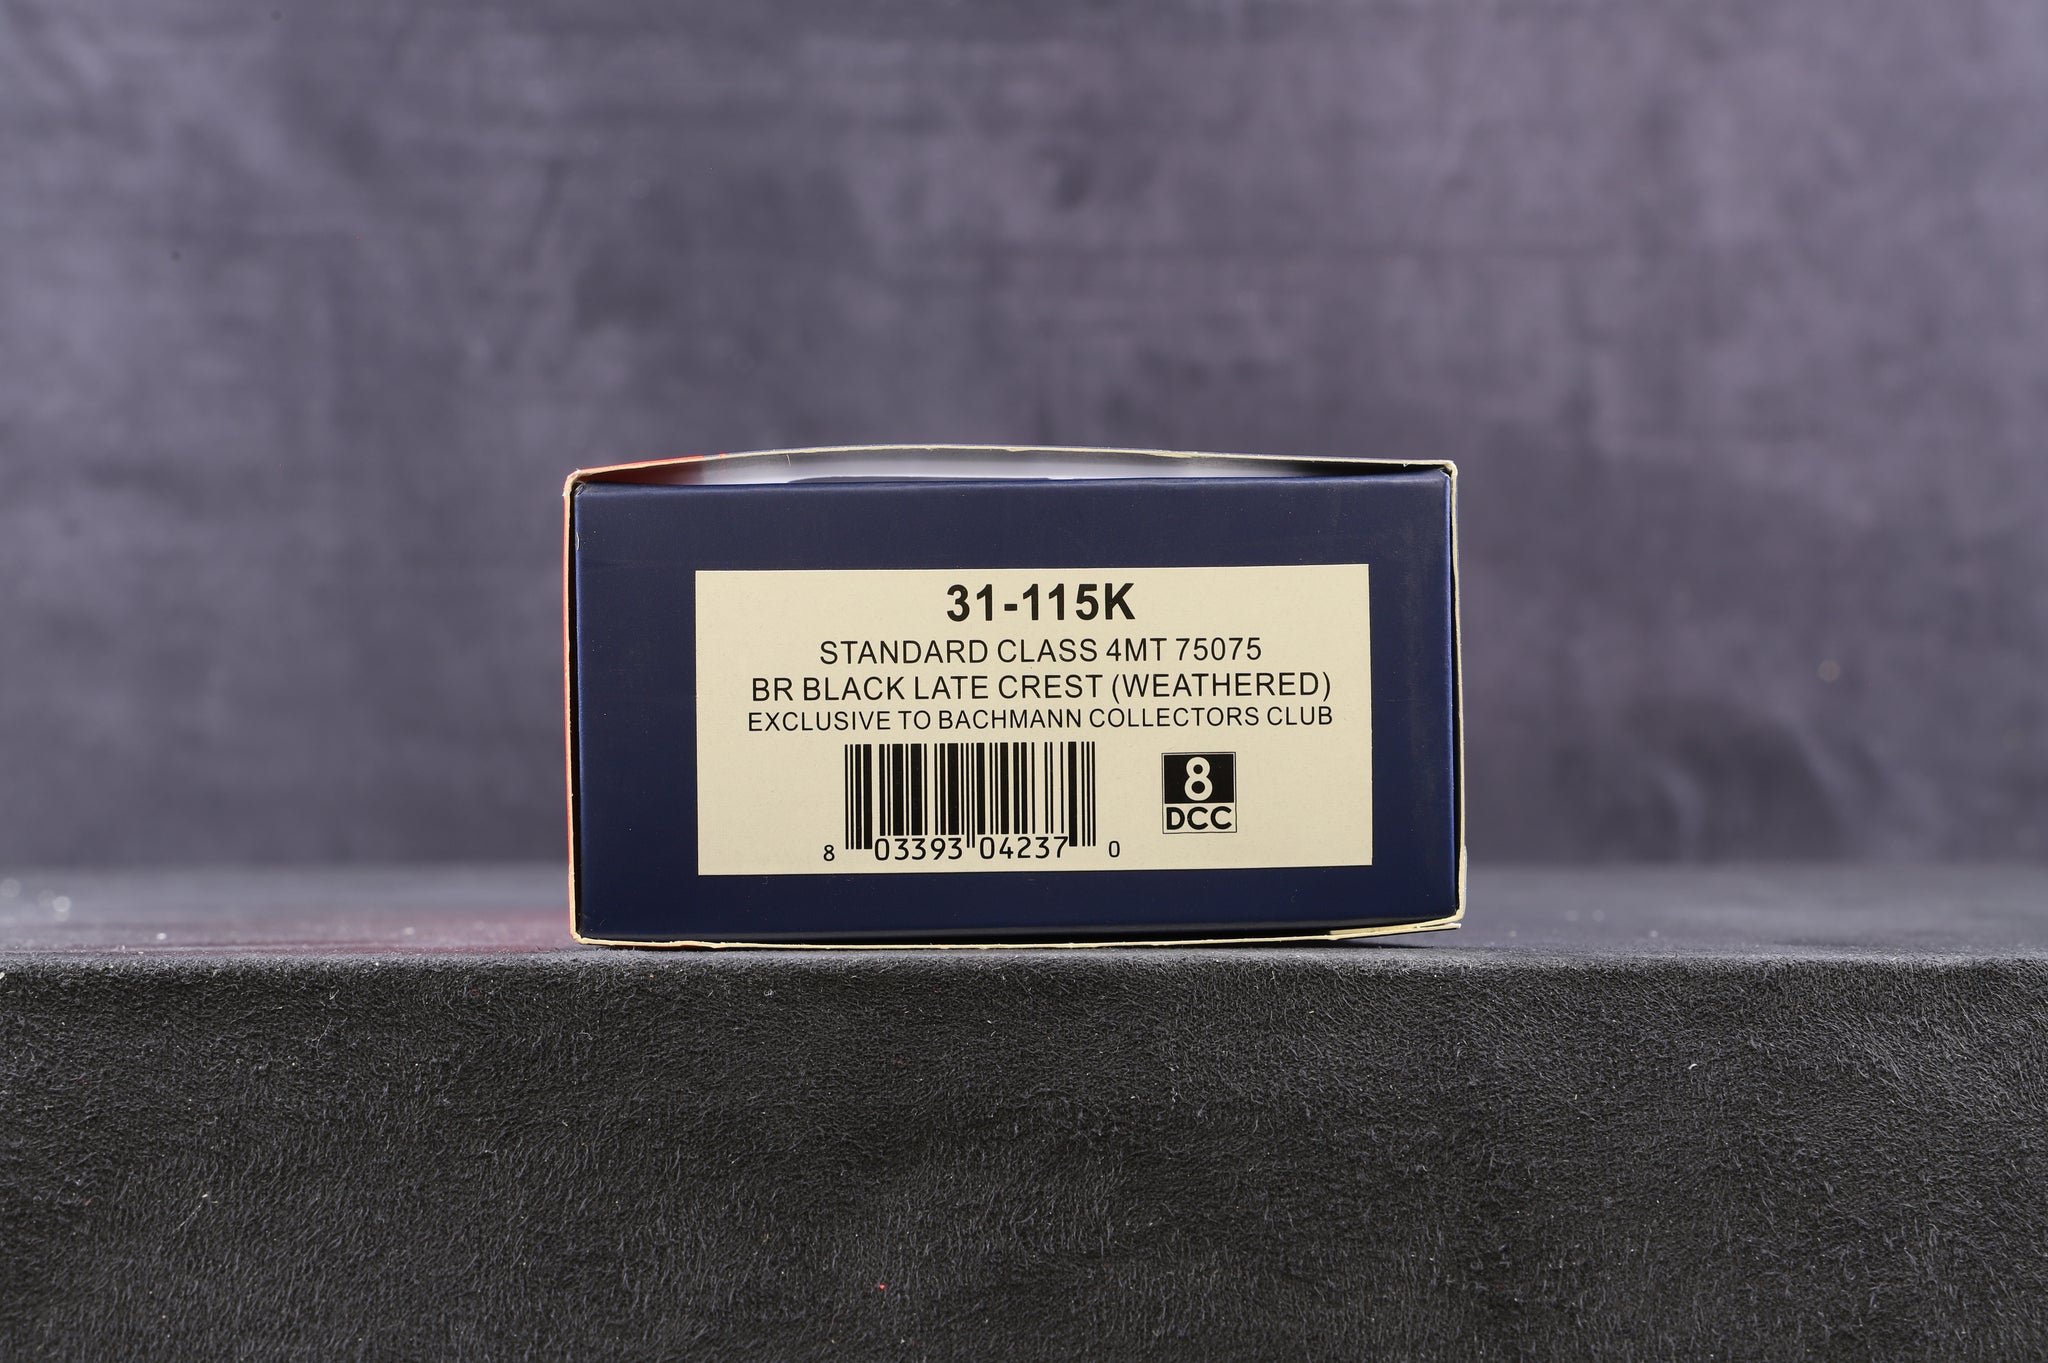 31-115K
STANDARD CLASS 4MT 75075
BR BLACK LATE CREST (WEATHERED)
EXCLUSIVE TO BACHMANN COLLECTORS CLUB
8 03393 04237 0
8
DCC